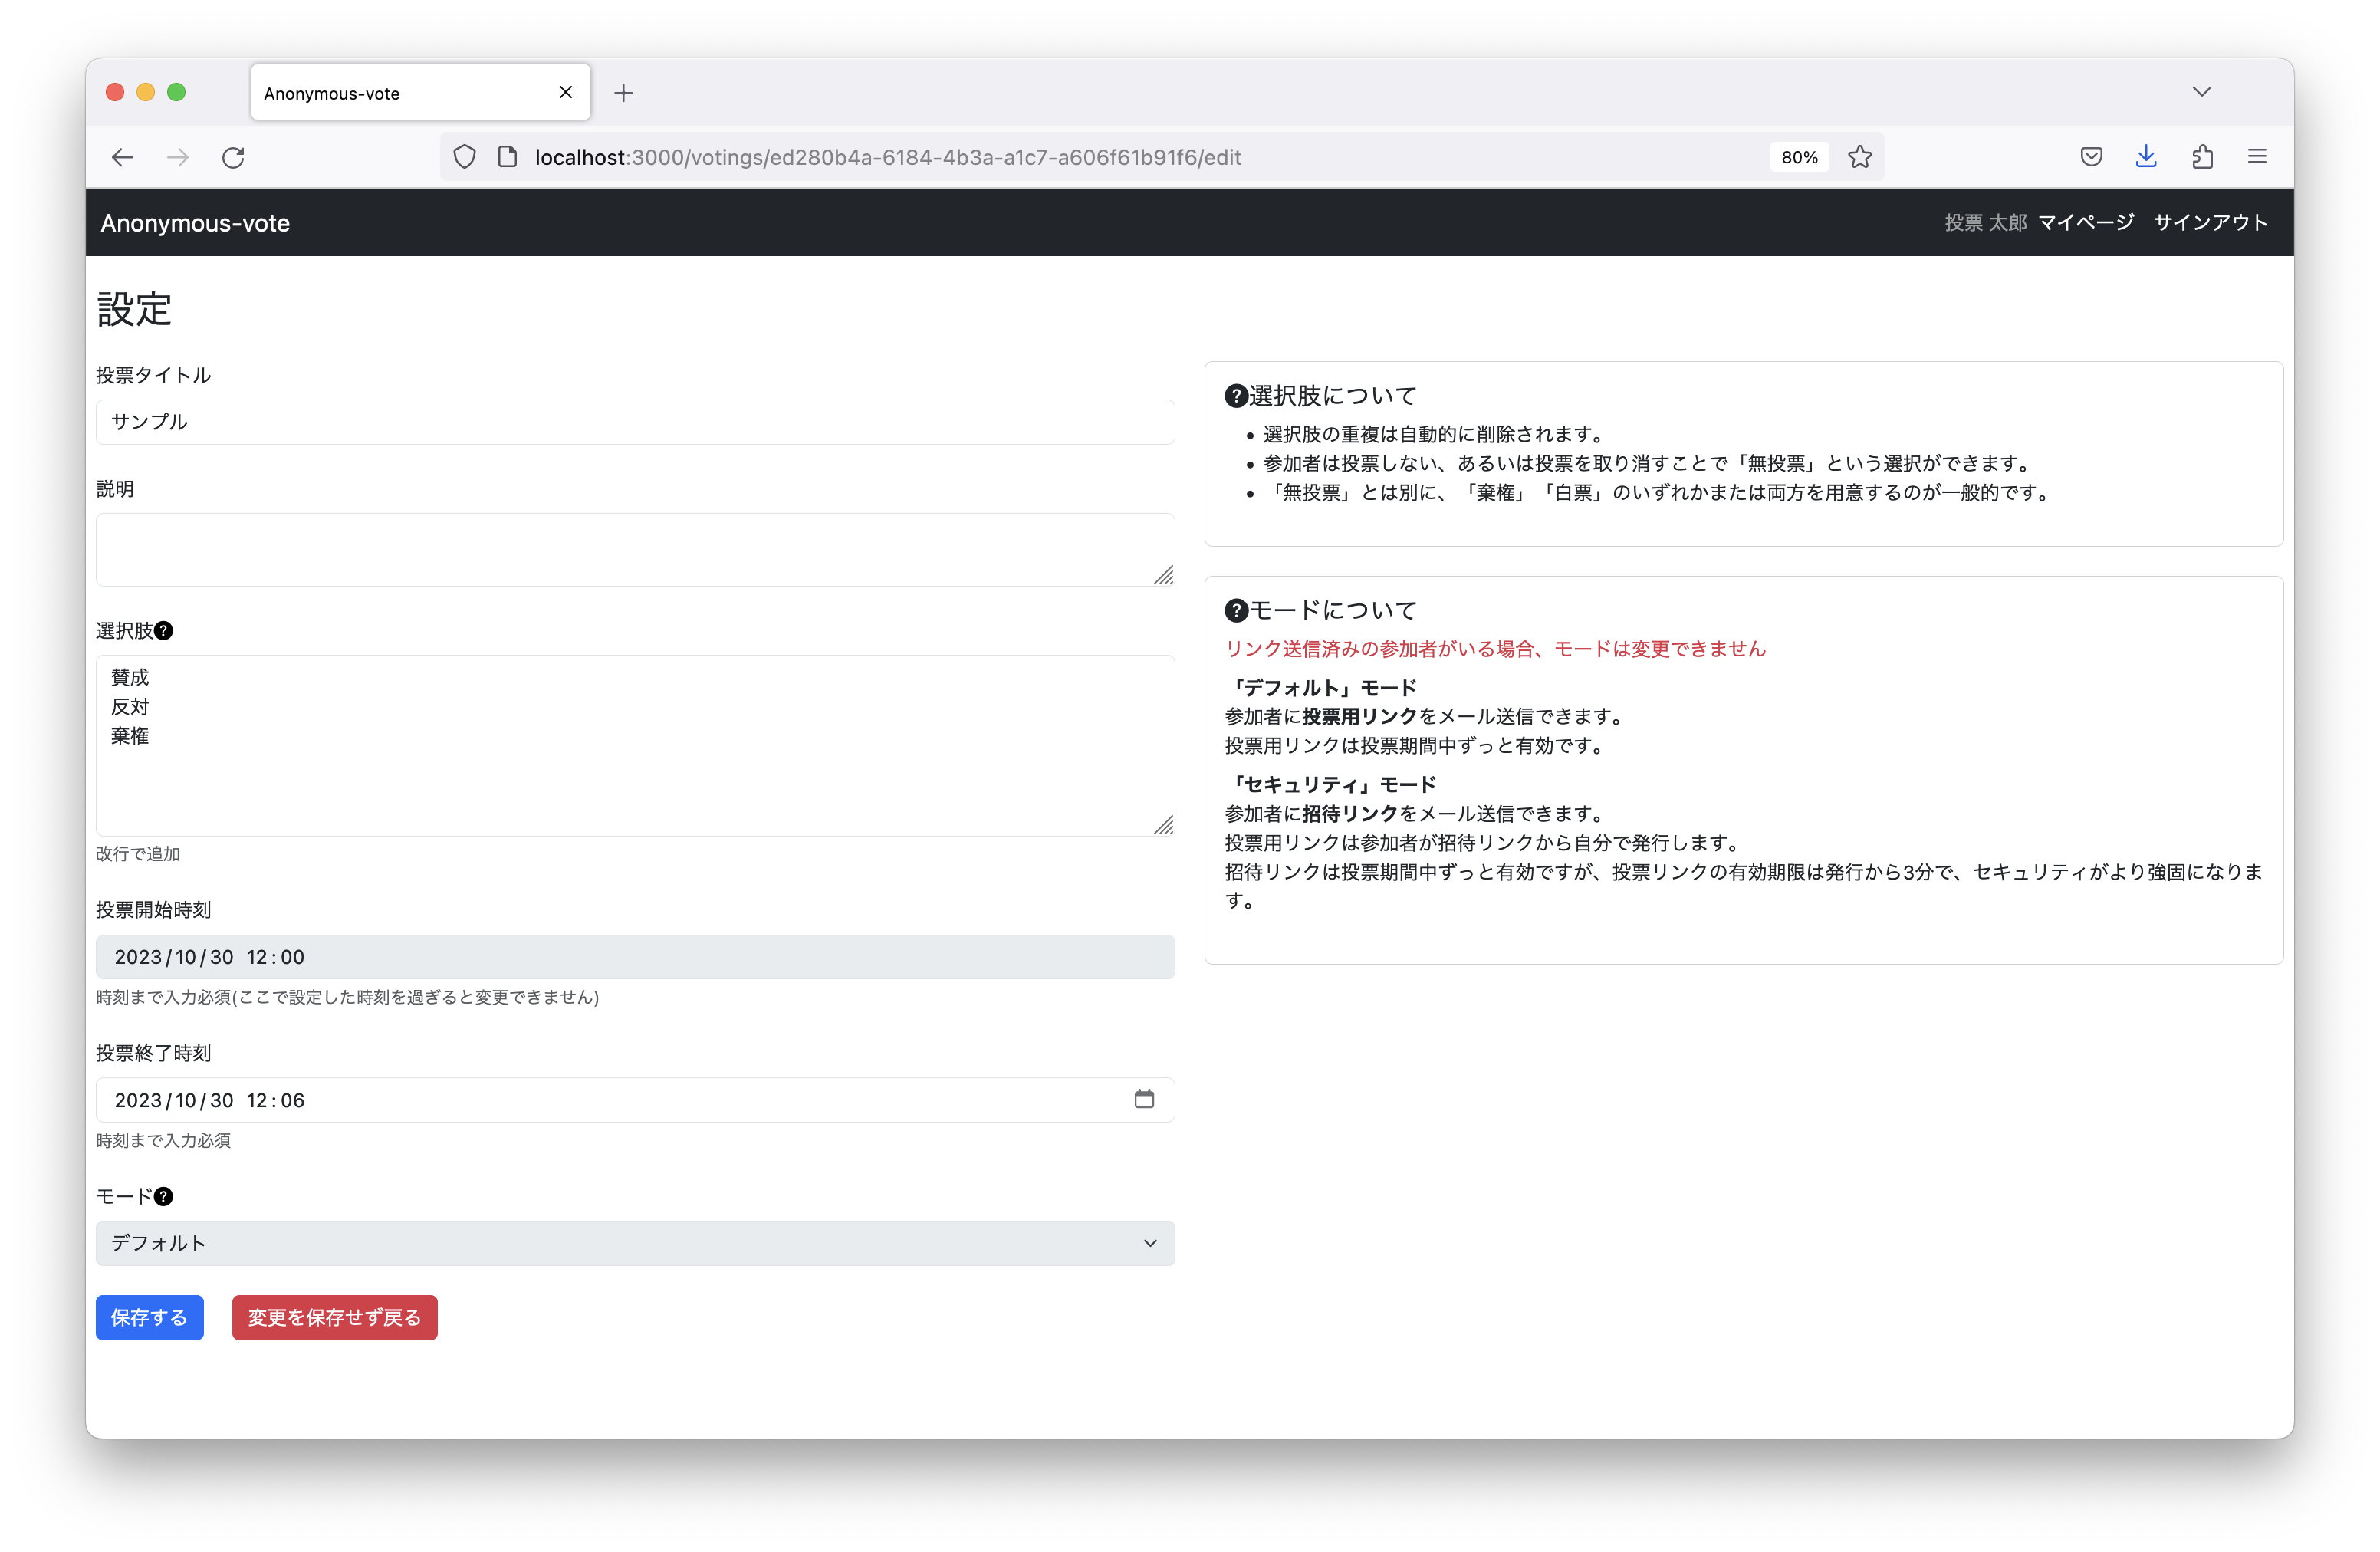 Anonymous-vote
localhost:3000/votings/ed280b4a-6184-4b3a-a1c7-a606f61b91f6/edit
80%
Anonymous-vote
投票 太郎 マイページ サインアウト
設定
投票タイトル
サンプル
説明
選択肢?
賛成
反対
棄権
改行で追加
投票開始時刻
2023/10/30 12:00
時刻まで入力必須(ここで設定した時刻を過ぎると変更できません)
投票終了時刻
2023/10/30 12:06
時刻まで入力必須
モード?
デフォルト
保存する 変更を保存せず戻る
?選択肢について
• 選択肢の重複は自動的に削除されます。
• 参加者は投票しない、あるいは投票を取り消すことで「無投票」という選択ができます。
• 「無投票」とは別に、「棄権」「白票」のいずれかまたは両方を用意するのが一般的です。
?モードについて
リンク送信済みの参加者がいる場合、モードは変更できません
「デフォルト」モード
参加者に投票用リンクをメール送信できます。
投票用リンクは投票期間中ずっと有効です。
「セキュリティ」モード
参加者に招待リンクをメール送信できます。
投票用リンクは参加者が招待リンクから自分で発行します。
招待リンクは投票期間中ずっと有効ですが、投票リンクの有効期限は発行から3分で、セキュリティがより強固になりま
す。